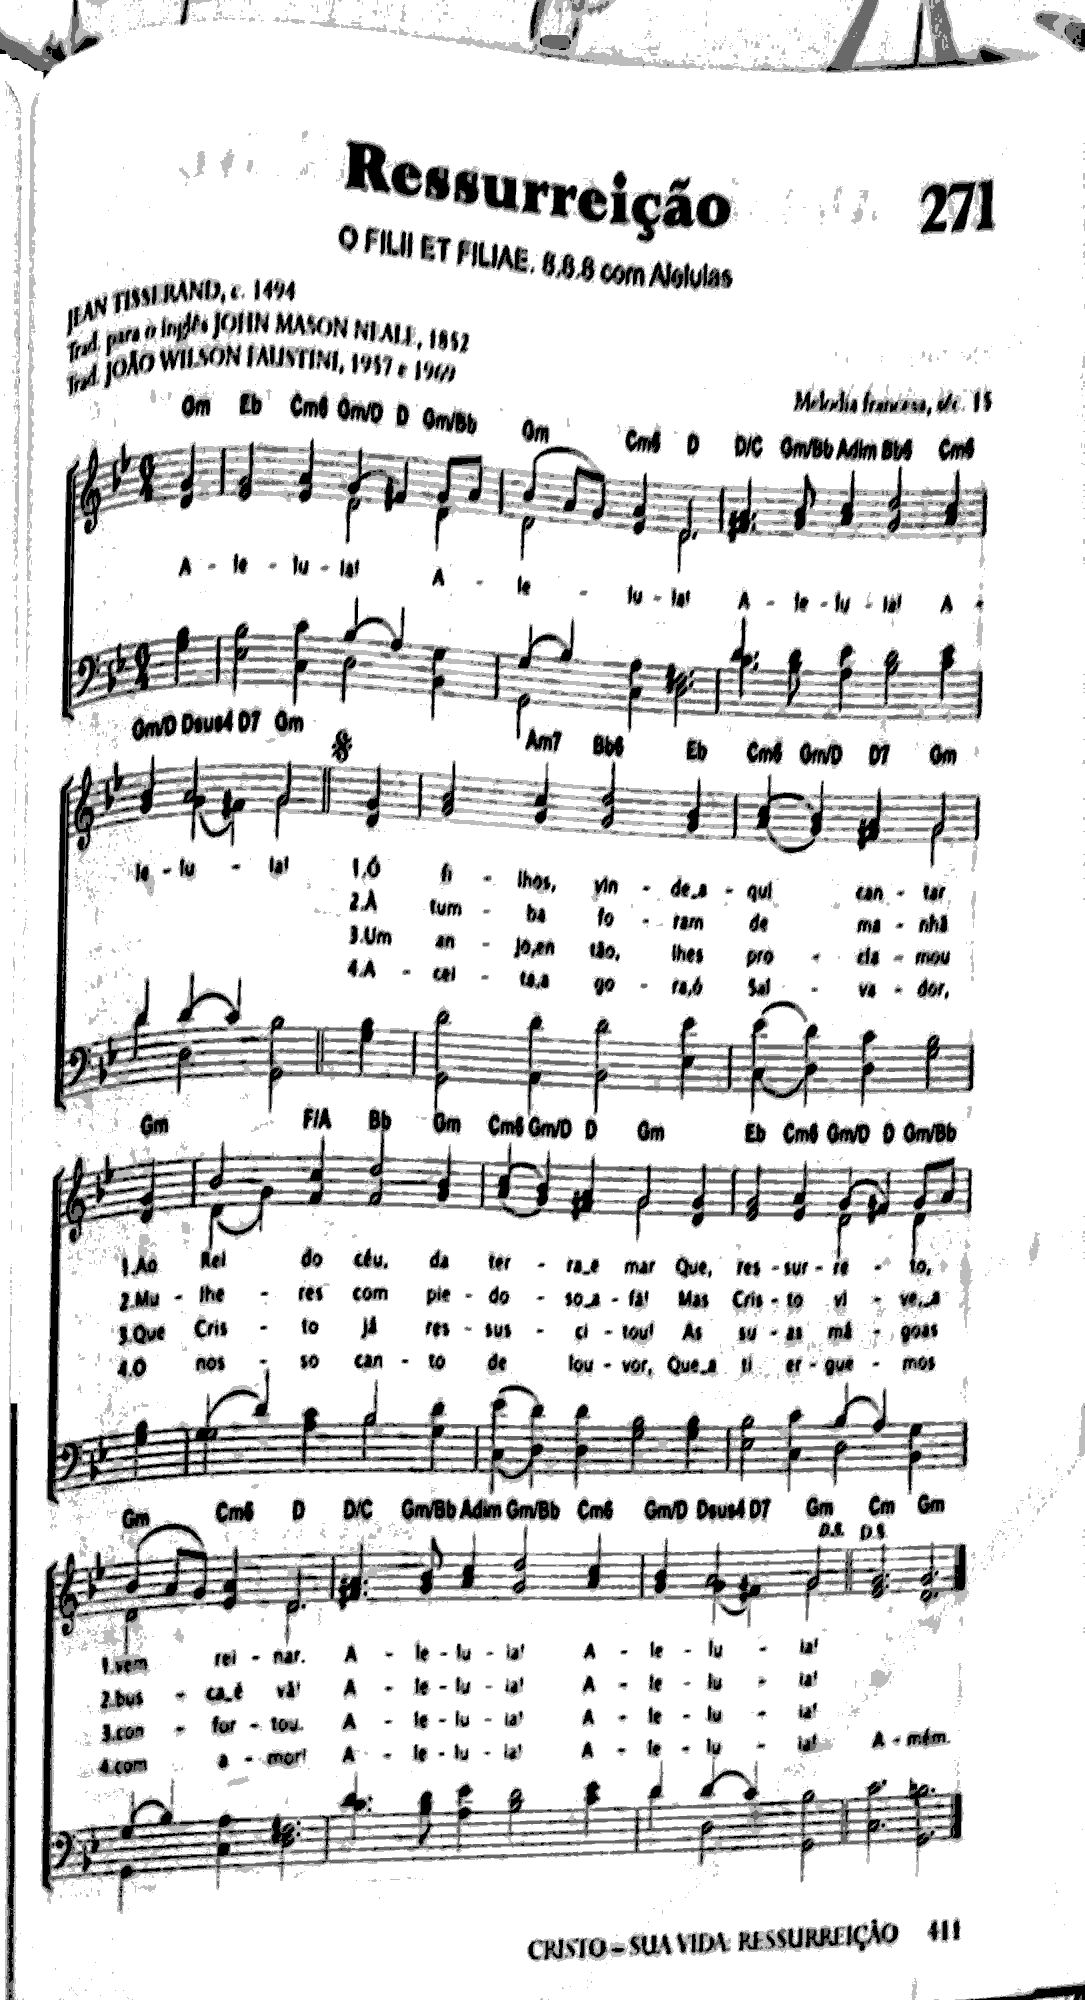 Ressurreição
271
O FILII ET FILIAE. 8.8.8 com Aleluias
JEAN TISSERAND, c. 1494
Trad. para o inglês JOHN MASON NEALE, 1852
Trad. JOÃO WILSON FAUSTINI, 1957 e 1969
Melodia francesa, séc. 15
Gm Eb Cm6 Gm/D D Gm/Bb Gm Cm6 D D/C Gm/Bb Adim Bb6 Cm6
A - le - lu - ia! A - le - lu - ia! A - le - lu - ia! A -
Gm/D Dsus4 D7 Gm Am7 Bb6 Eb Cm6 Gm/D D7 Gm
le - lu - ia! 1.Ó fi - lhos, vin - de_a - qui can - tar
2.À tum - ba fo - ram de ma - nhã
3.Um an - jo,en tão, lhes pro - cla - mou
4.A - cei - ta,a go - ra,ó Sal - va - dor,
Gm F/A Bb Gm Cm6 Gm/D D Gm Eb Cm6 Gm/D D Gm/Bb
1.Ao Rei do céu, da ter - ra_e mar Que, res - sur - re - to,
2.Mu - lhe - res com pie - do - so_a - fã! Mas Cris - to vi - ve,_a
3.Que Cris - to já res - sus - ci - tou! As su - as má - goas
4.O nos - so can - to de lou - vor, Que_a ti er - gue - mos
Gm Cm6 D D/C Gm/Bb Adim Gm/Bb Cm6 Gm/D Dsus4 D7 Gm Cm Gm
D.S. D.S.
1.vem rei - nar. A - le - lu - ia! A - le - lu - ia!
2.bus - ca_é vã! A - le - lu - ia! A - le - lu - ia!
3.con - for - tou. A - le - lu - ia! A - le - lu - ia!
4.com a - mor! A - le - lu - ia! A - le - lu - ia! A - mém.
CRISTO – SUA VIDA: RESSURREIÇÃO 411